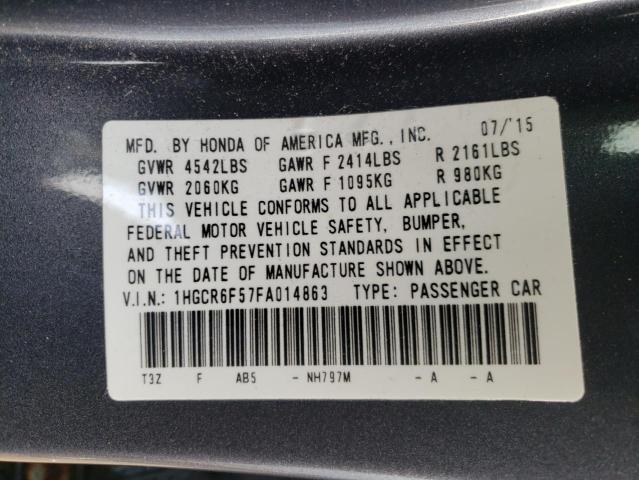 MFD. BY HONDA OF AMERICA MFG., INC. 07/'15
GVWR 4542LBS GAWR F 2414LBS R 2161LBS
GVWR 2060KG GAWR F 1095KG R 980KG
THIS VEHICLE CONFORMS TO ALL APPLICABLE
FEDERAL MOTOR VEHICLE SAFETY, BUMPER,
AND THEFT PREVENTION STANDARDS IN EFFECT
ON THE DATE OF MANUFACTURE SHOWN ABOVE.
V.I.N.: 1HGCR6F57FA014863 TYPE: PASSENGER CAR
T3Z F AB5 - NH797M - A - A